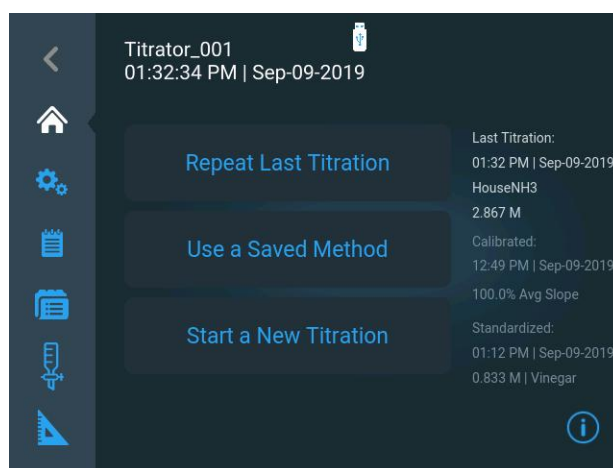 Titrator_001
01:32:34 PM | Sep-09-2019
Repeat Last Titration
Use a Saved Method
Start a New Titration
Last Titration:
01:32 PM | Sep-09-2019
HouseNH3
2.867 M
Calibrated:
12:49 PM | Sep-09-2019
100.0% Avg Slope
Standardized:
01:12 PM | Sep-09-2019
0.833 M | Vinegar